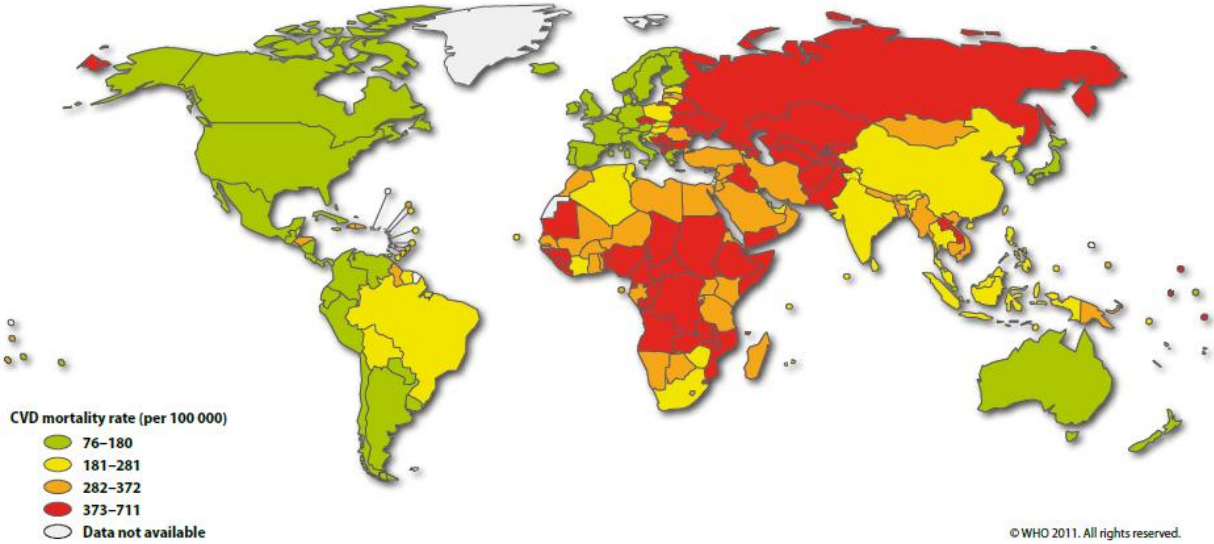 CVD mortality rate (per 100 000)
76–180
181–281
282–372
373–711
Data not available
© WHO 2011. All rights reserved.